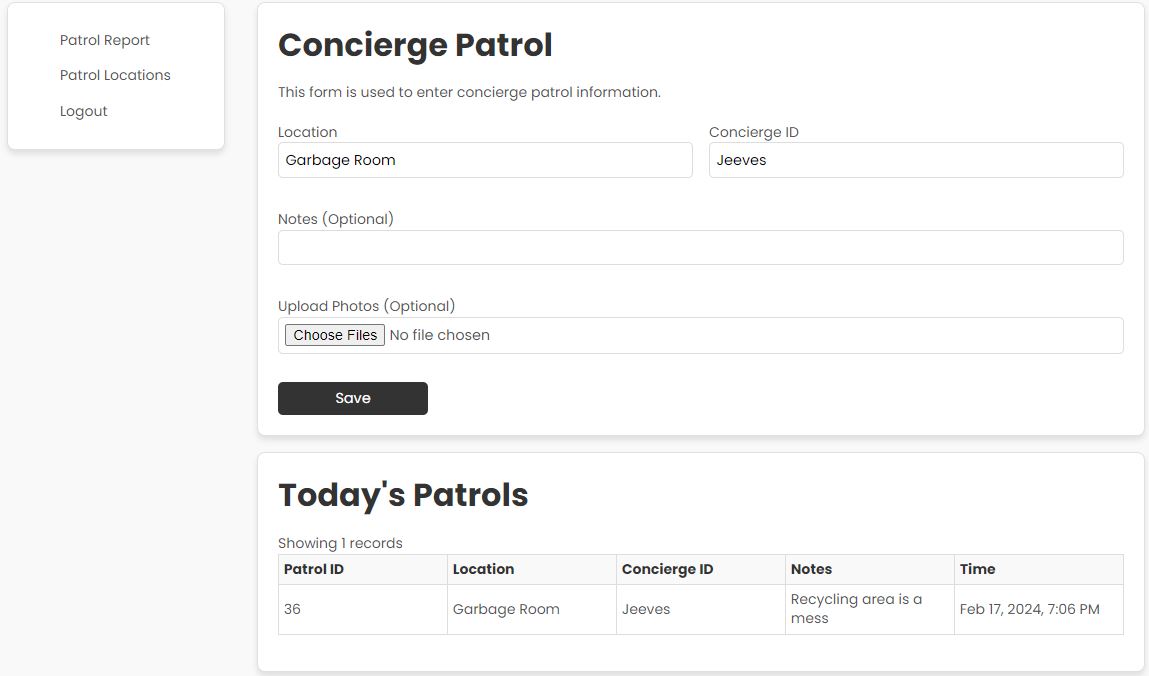 Patrol Report
Patrol Locations
Logout
Concierge Patrol
This form is used to enter concierge patrol information.
Location
Concierge ID
Garbage Room
Jeeves
Notes (Optional)
Upload Photos (Optional)
Choose Files No file chosen
Save
Today's Patrols
Showing 1 records
Patrol ID Location Concierge ID Notes Time
36 Garbage Room Jeeves Recycling area is a Feb 17, 2024, 7:06 PM
mess